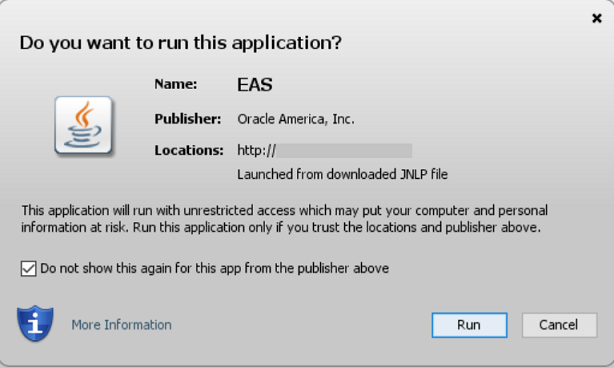 Do you want to run this application?
Name: EAS
Publisher: Oracle America, Inc.
Locations: http://
Launched from downloaded JNLP file
This application will run with unrestricted access which may put your computer and personal
information at risk. Run this application only if you trust the locations and publisher above.
Do not show this again for this app from the publisher above
More Information
Run
Cancel